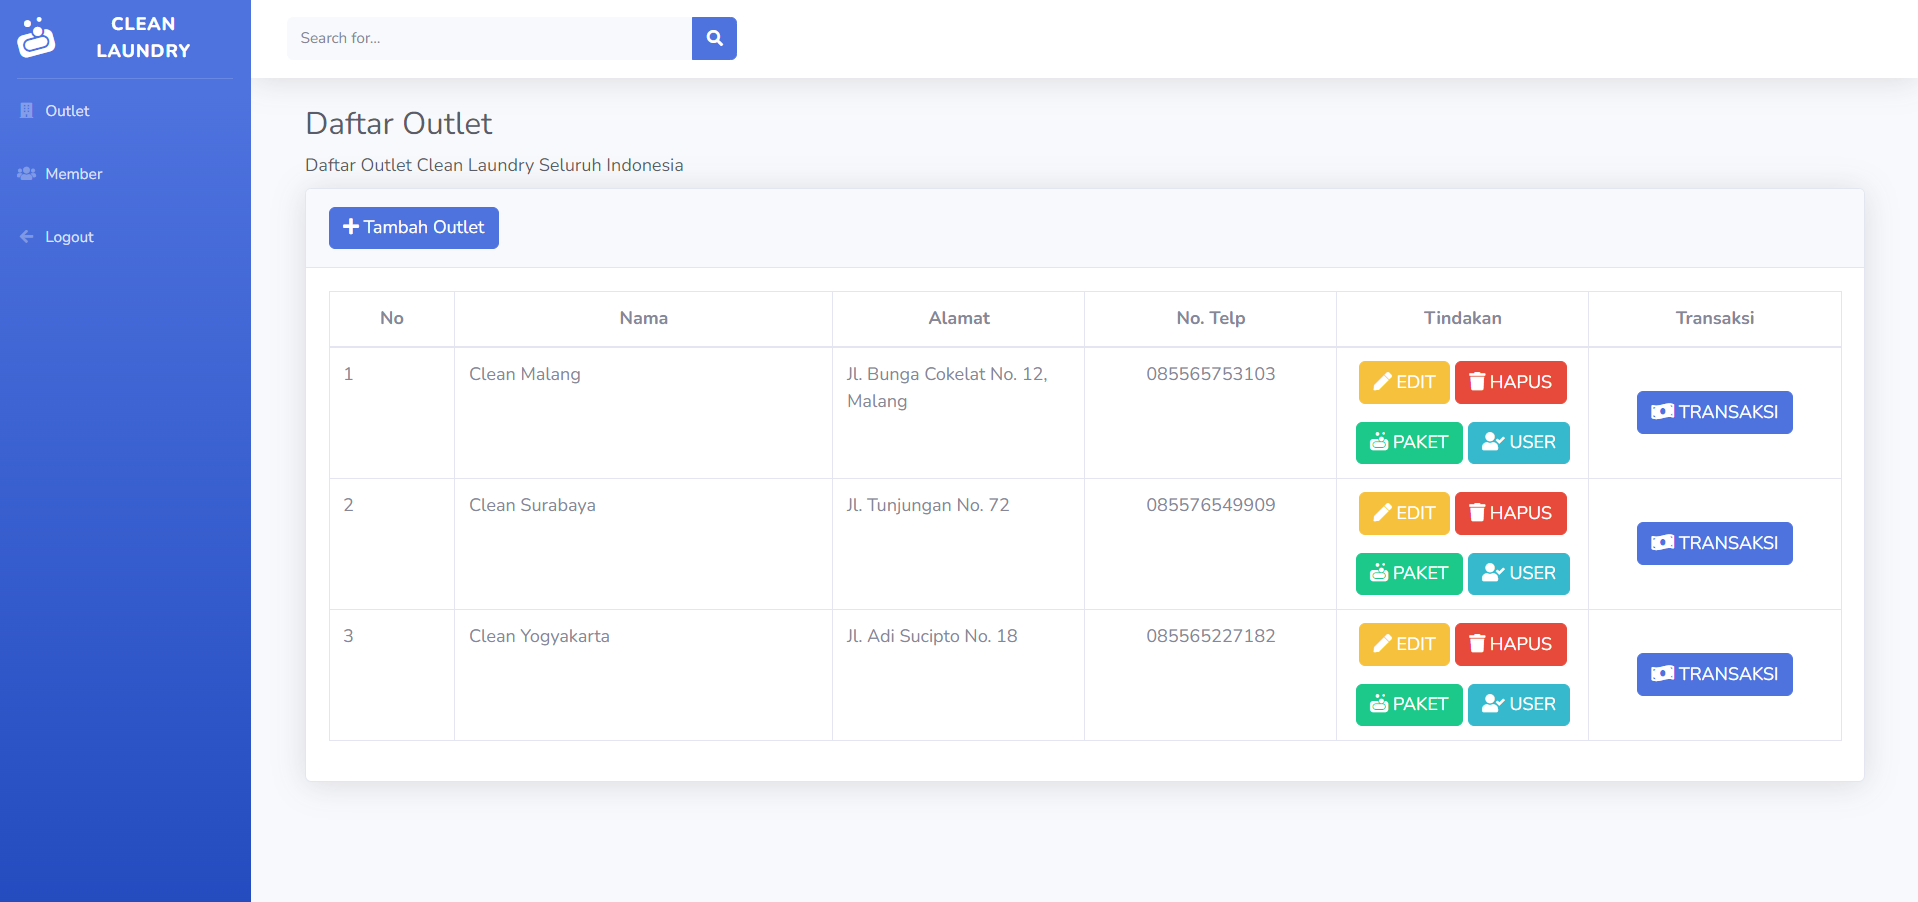 CLEAN
LAUNDRY
Outlet
Member
Logout
Search for...
Daftar Outlet
Daftar Outlet Clean Laundry Seluruh Indonesia
Tambah Outlet
No Nama Alamat No. Telp Tindakan Transaksi
1 Clean Malang Jl. Bunga Cokelat No. 12, 085565753103 EDIT HAPUS
Malang
TRANSAKSI
PAKET USER
2 Clean Surabaya Jl. Tunjungan No. 72 085576549909 EDIT HAPUS
TRANSAKSI
PAKET USER
3 Clean Yogyakarta Jl. Adi Sucipto No. 18 085565227182 EDIT HAPUS
TRANSAKSI
PAKET USER